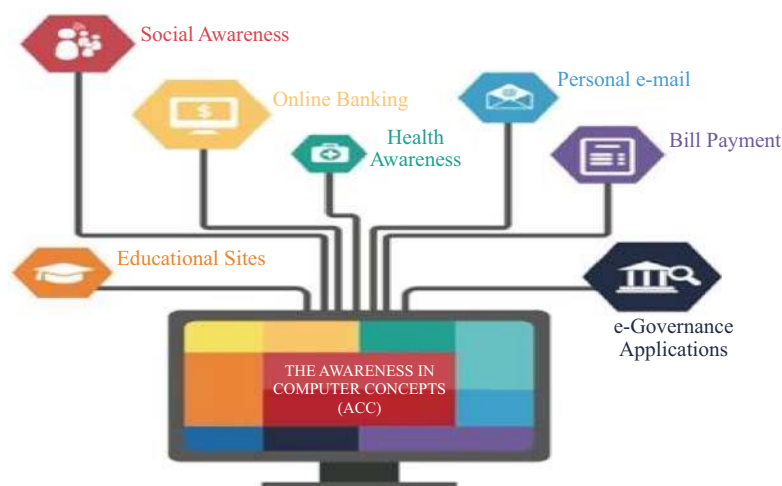 Social Awareness
Online Banking
Personal e-mail
Health
Awareness
Bill Payment
Educational Sites
e-Governance
Applications
THE AWARENESS IN
COMPUTER CONCEPTS
(ACC)